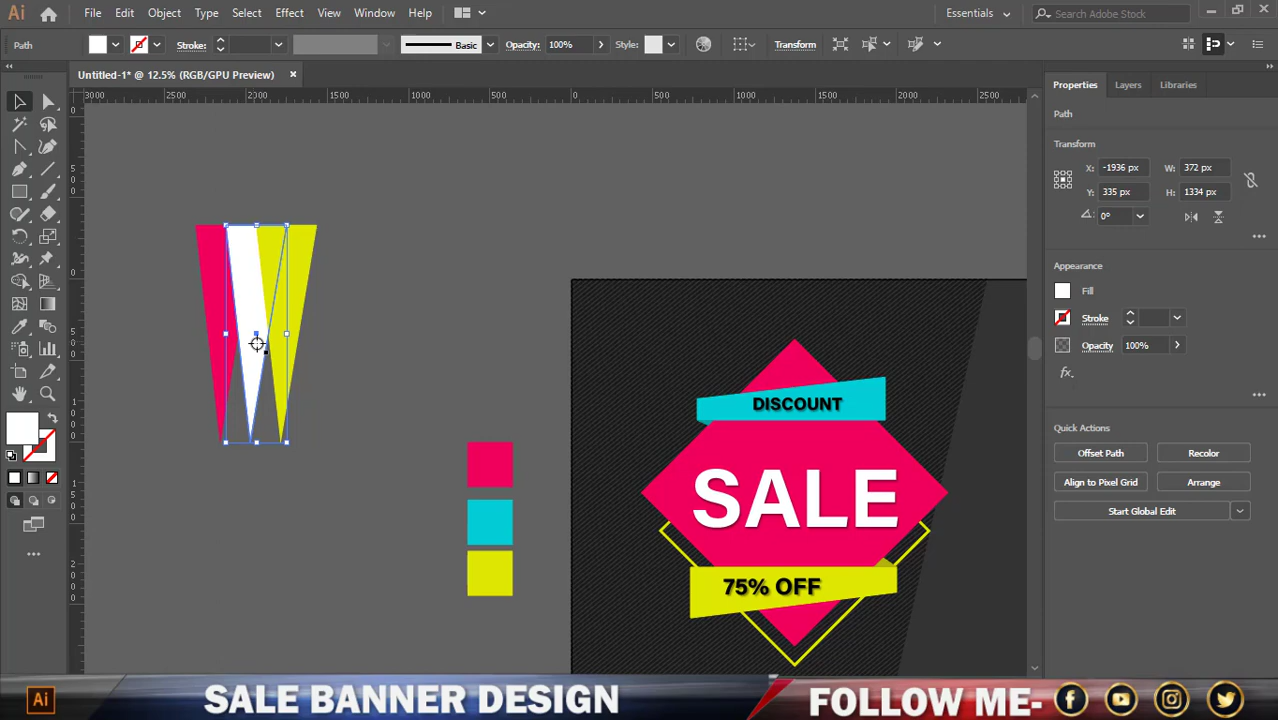 Ai File Edit Object Type Select Effect View Window Help Essentials Search Adobe Stock
Path Stroke: Basic Opacity: 100% Style: Transform
Untitled-1* @ 12.5% (RGB/GPU Preview) ×
3000 2500 2000 1500 1000 500 0 500 1000 1500 2000 2500
Properties Layers Libraries
Path
Transform
X: -1936 px W: 372 px
Y: 335 px H: 1334 px
0°
Appearance
Fill
Stroke
Opacity 100%
fx
Quick Actions
Offset Path Recolor
Align to Pixel Grid Arrange
Start Global Edit
DISCOUNT
SALE
75% OFF
Ai SALE BANNER DESIGN FOLLOW ME-